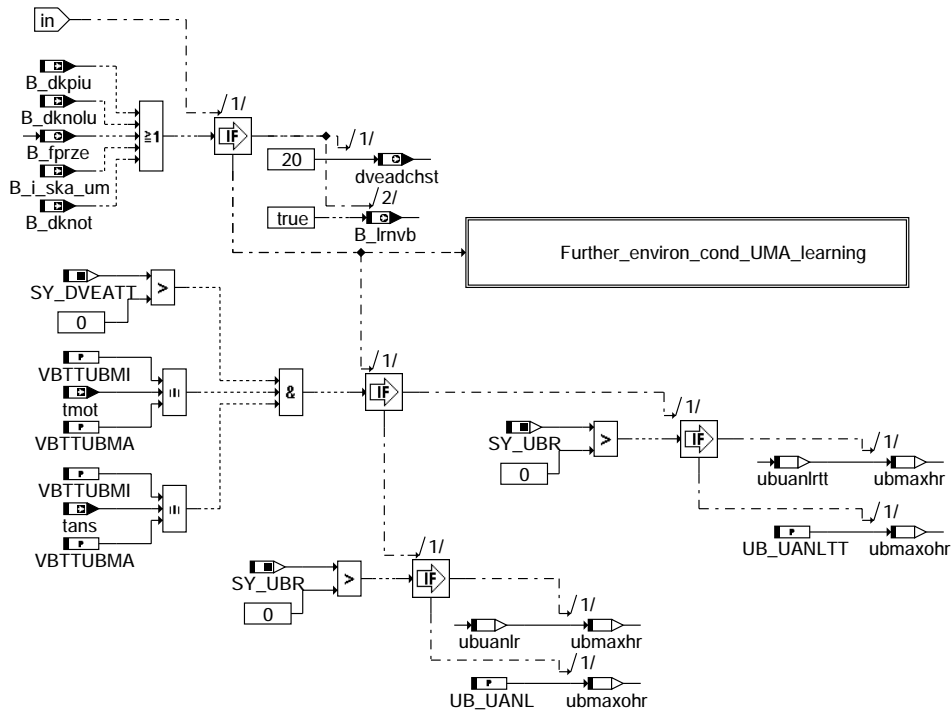 in
B_dkpiu
/1/
B_dknolu
≧1
IF
/1/
B_fprze
20
dveadchst
B_i_ska_um
/2/
B_dknot
true
B_lrnvb
Further_environ_cond_UMA_learning
SY_DVEATT
>
0
/1/
P
VBTTUBMI
&
IF
tmot
P
VBTTUBMA
/1/
SY_UBR
>
IF
/1/
0
ubuanlrtt
ubmaxhr
P
VBTTUBMI
tans
P
VBTTUBMA
/1/
P
UB_UANLTT
ubmaxohr
/1/
SY_UBR
>
IF
0
/1/
ubuanlr
ubmaxhr
/1/
P
UB_UANL
ubmaxohr